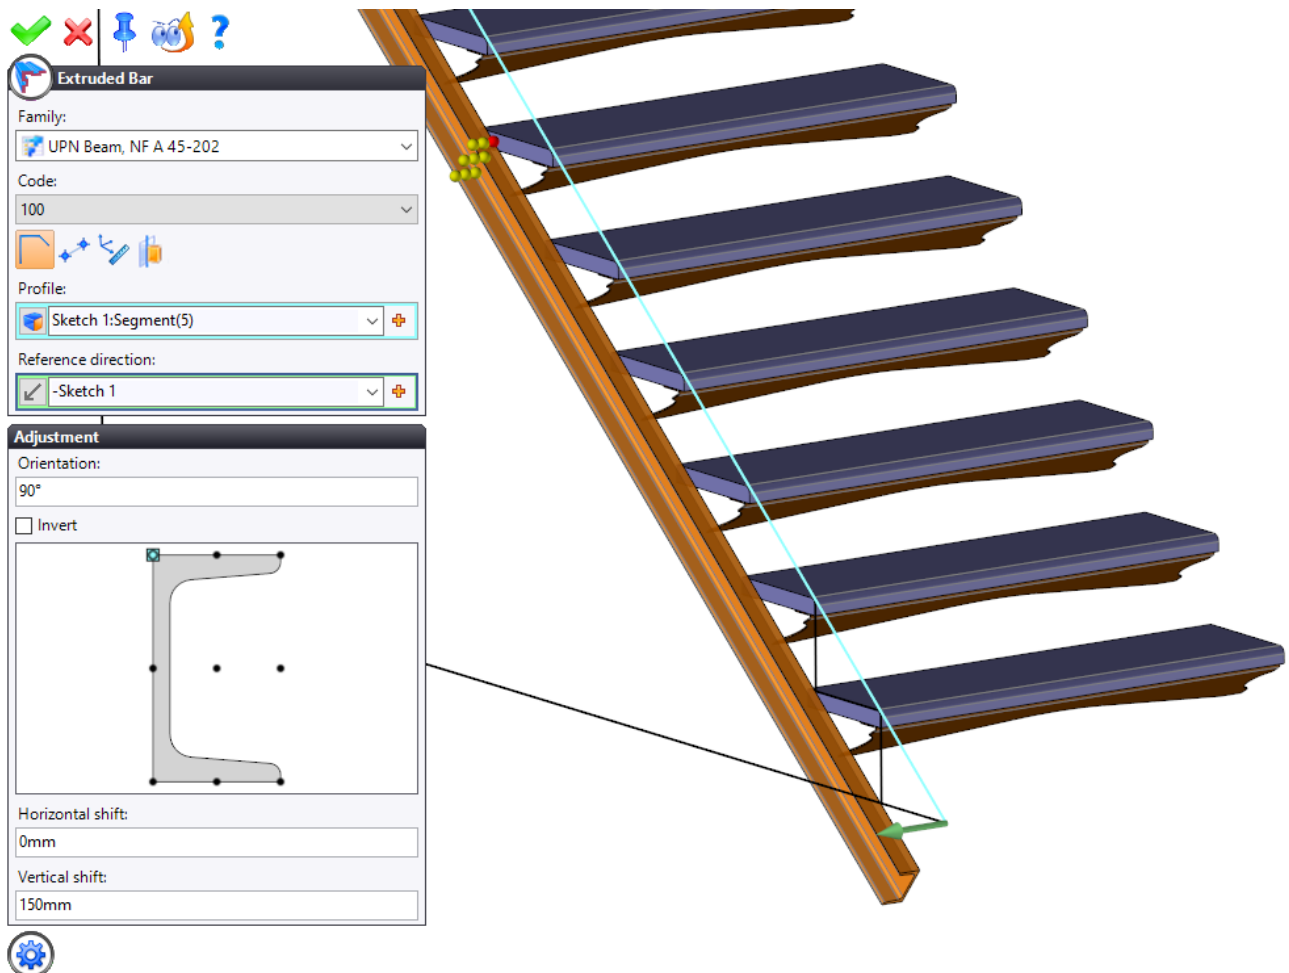 Extruded Bar
Family:
UPN Beam, NF A 45-202
Code:
100
Profile:
Sketch 1:Segment(5)
Reference direction:
-Sketch 1
Adjustment
Orientation:
90°
Invert
Horizontal shift:
0mm
Vertical shift:
150mm